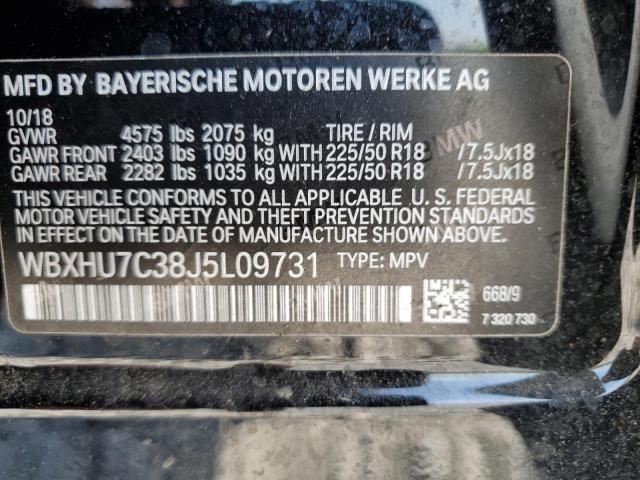 MFD BY BAYERISCHE MOTOREN WERKE AG
10/18
GVWR 4575 lbs 2075 kg TIRE / RIM
GAWR FRONT 2403 lbs 1090 kg WITH 225/50 R18 /7.5Jx18
GAWR REAR 2282 lbs 1035 kg WITH 225/50 R18 /7.5Jx18
THIS VEHICLE CONFORMS TO ALL APPLICABLE U. S. FEDERAL
MOTOR VEHICLE SAFETY AND THEFT PREVENTION STANDARDS
IN EFFECT ON THE DATE OF MANUFACTURE SHOWN ABOVE.
WBXHU7C38J5L09731 TYPE: MPV
668/9
7 320 730